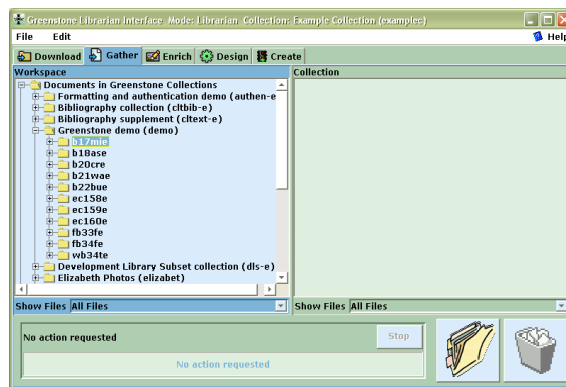 Greenstone Librarian Interface  Mode: Librarian  Collection: Example Collection (examplec)
File Edit Help
Download Gather Enrich Design Create
Workspace
Collection
Documents in Greenstone Collections
Formatting and authentication demo (authen-e
Bibliography collection (cltbib-e)
Bibliography supplement (cltext-e)
Greenstone demo (demo)
b17mie
b18ase
b20cre
b21wae
b22bue
ec158e
ec159e
ec160e
fb33fe
fb34fe
wb34te
Development Library Subset collection (dls-e)
Elizabeth Photos (elizabet)
Show Files All Files
Show Files All Files
No action requested
Stop
No action requested